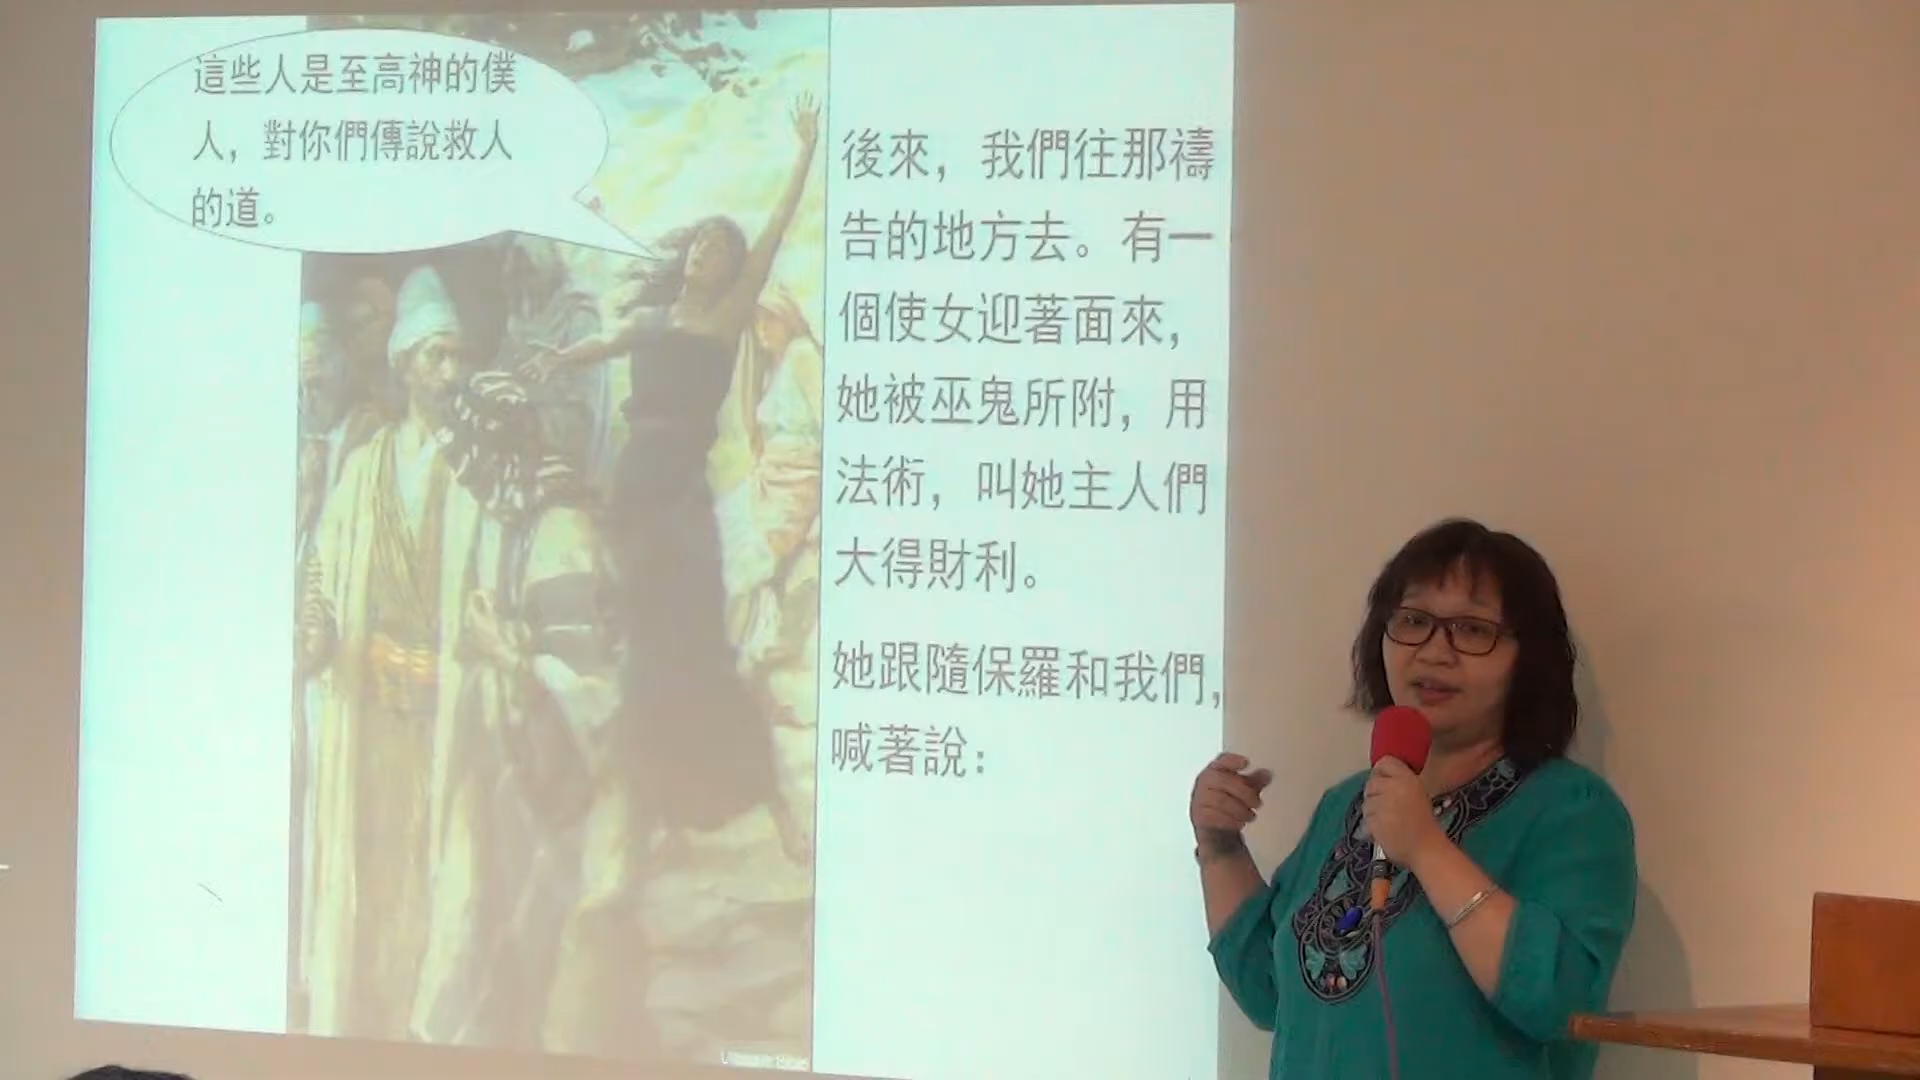 這些人是至高神的僕
人，對你們傳說救人
的道。
後來，我們往那禱
告的地方去。有一
個使女迎著面來，
她被巫鬼所附，用
法術，叫她主人們
大得財利。
她跟隨保羅和我們，
喊著說：